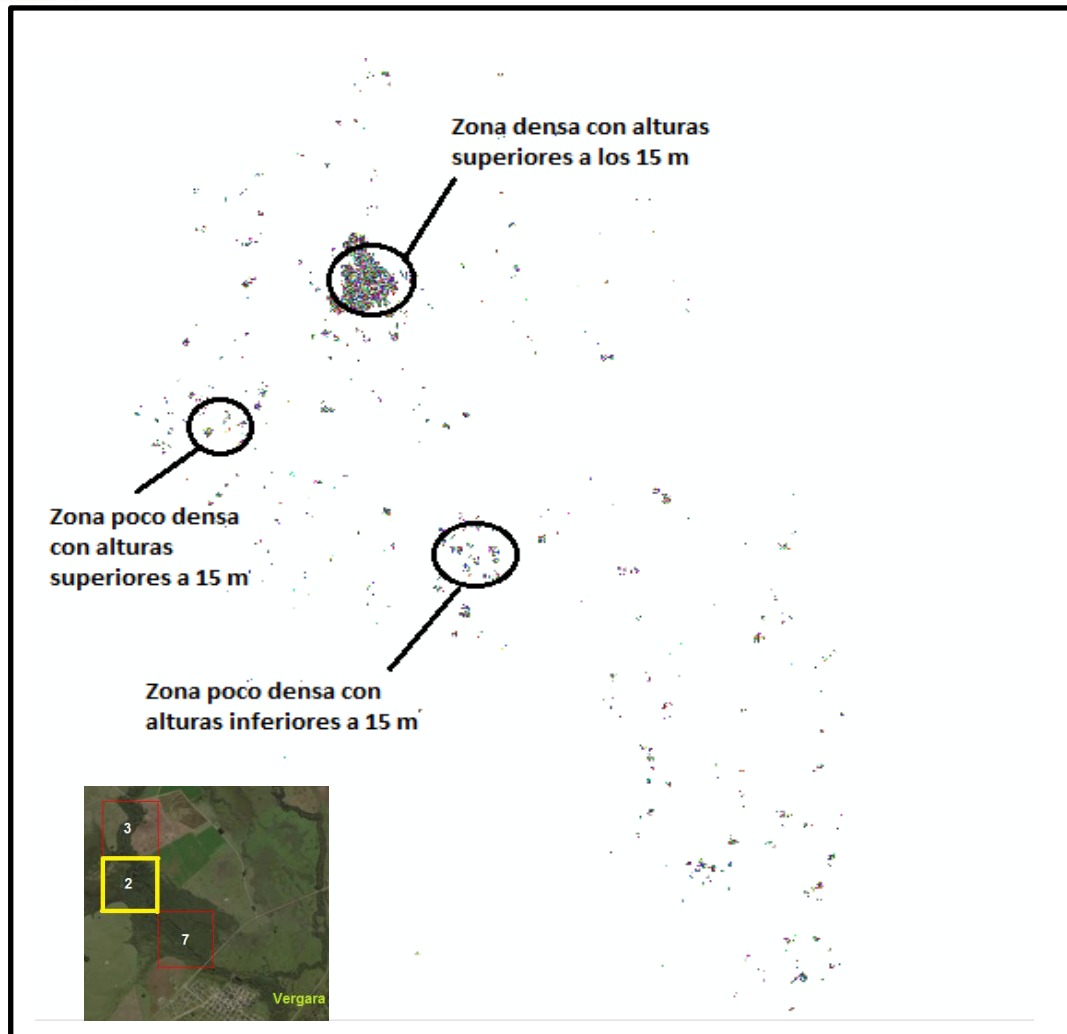 Zona densa con alturas
superiores a los 15 m
Zona poco densa
con alturas
superiores a 15 m
Zona poco densa con
alturas inferiores a 15 m
3
2
7
Vergara